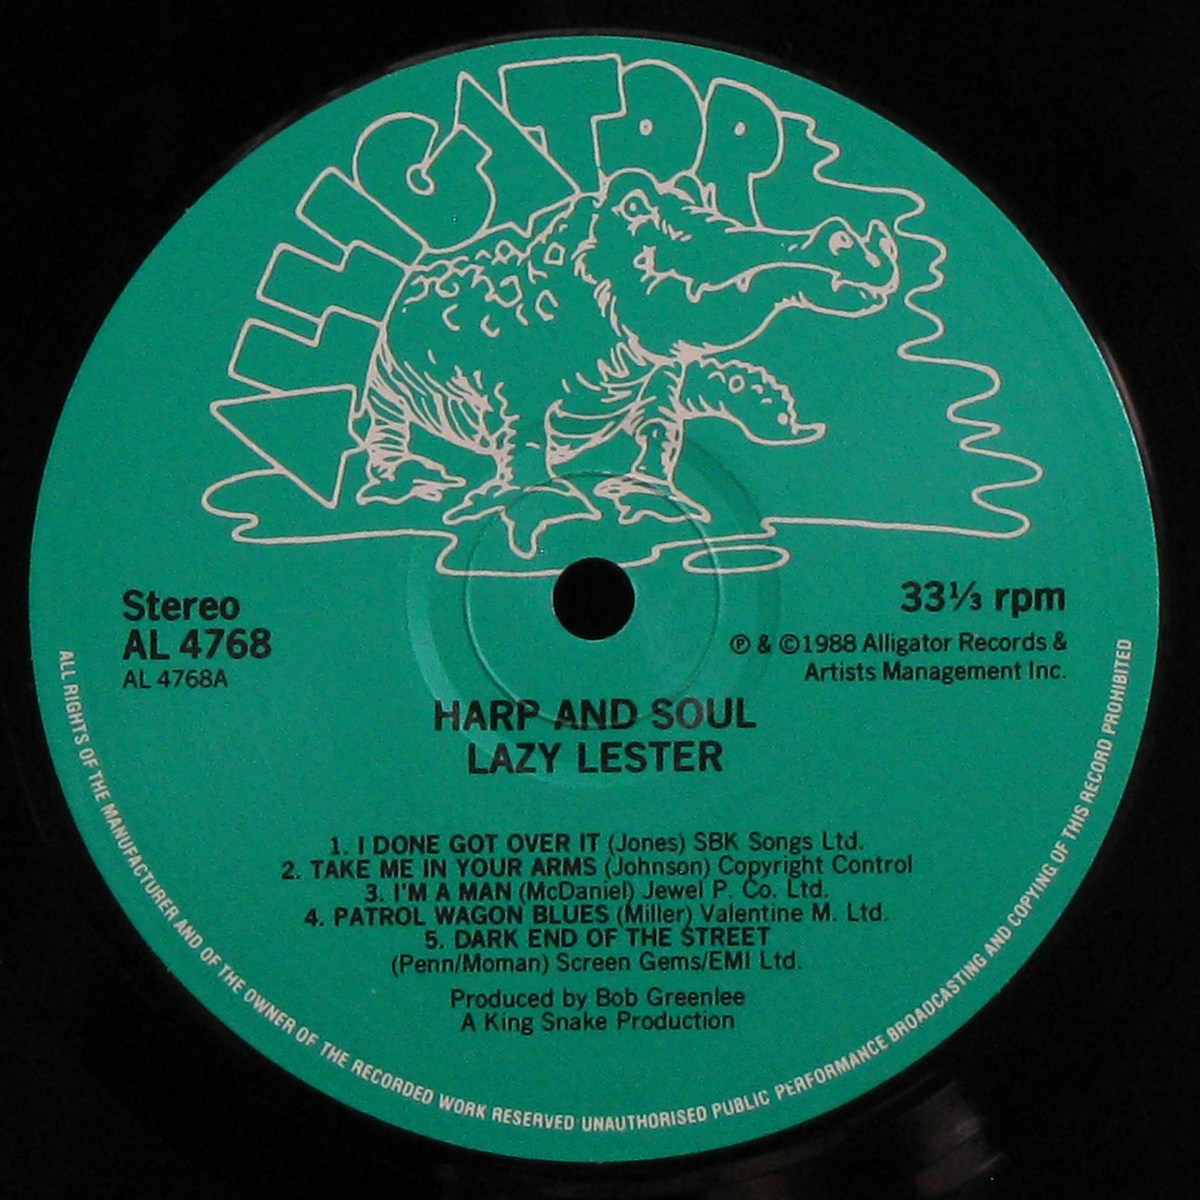 ALLIGATOR
Stereo
AL 4768
AL 4768A
33⅓ rpm
℗ & ©1988 Alligator Records &
Artists Management Inc.
HARP AND SOUL
LAZY LESTER
1. I DONE GOT OVER IT (Jones) SBK Songs Ltd.
2. TAKE ME IN YOUR ARMS (Johnson) Copyright Control
3. I'M A MAN (McDaniel) Jewel P. Co. Ltd.
4. PATROL WAGON BLUES (Miller) Valentine M. Ltd.
5. DARK END OF THE STREET
(Penn/Moman) Screen Gems/EMI Ltd.
Produced by Bob Greenlee
A King Snake Production
ALL RIGHTS OF THE MANUFACTURER AND OF THE OWNER OF THE RECORDED WORK RESERVED UNAUTHORISED PUBLIC PERFORMANCE BROADCASTING AND COPYING OF THIS RECORD PROHIBITED